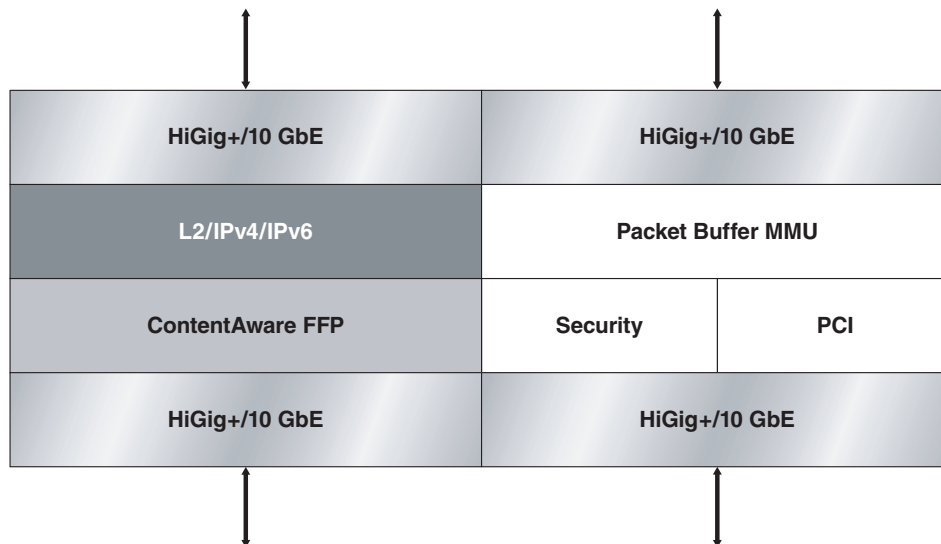 HiGig+/10 GbE
HiGig+/10 GbE
L2/IPv4/IPv6
Packet Buffer MMU
ContentAware FFP
Security
PCI
HiGig+/10 GbE
HiGig+/10 GbE